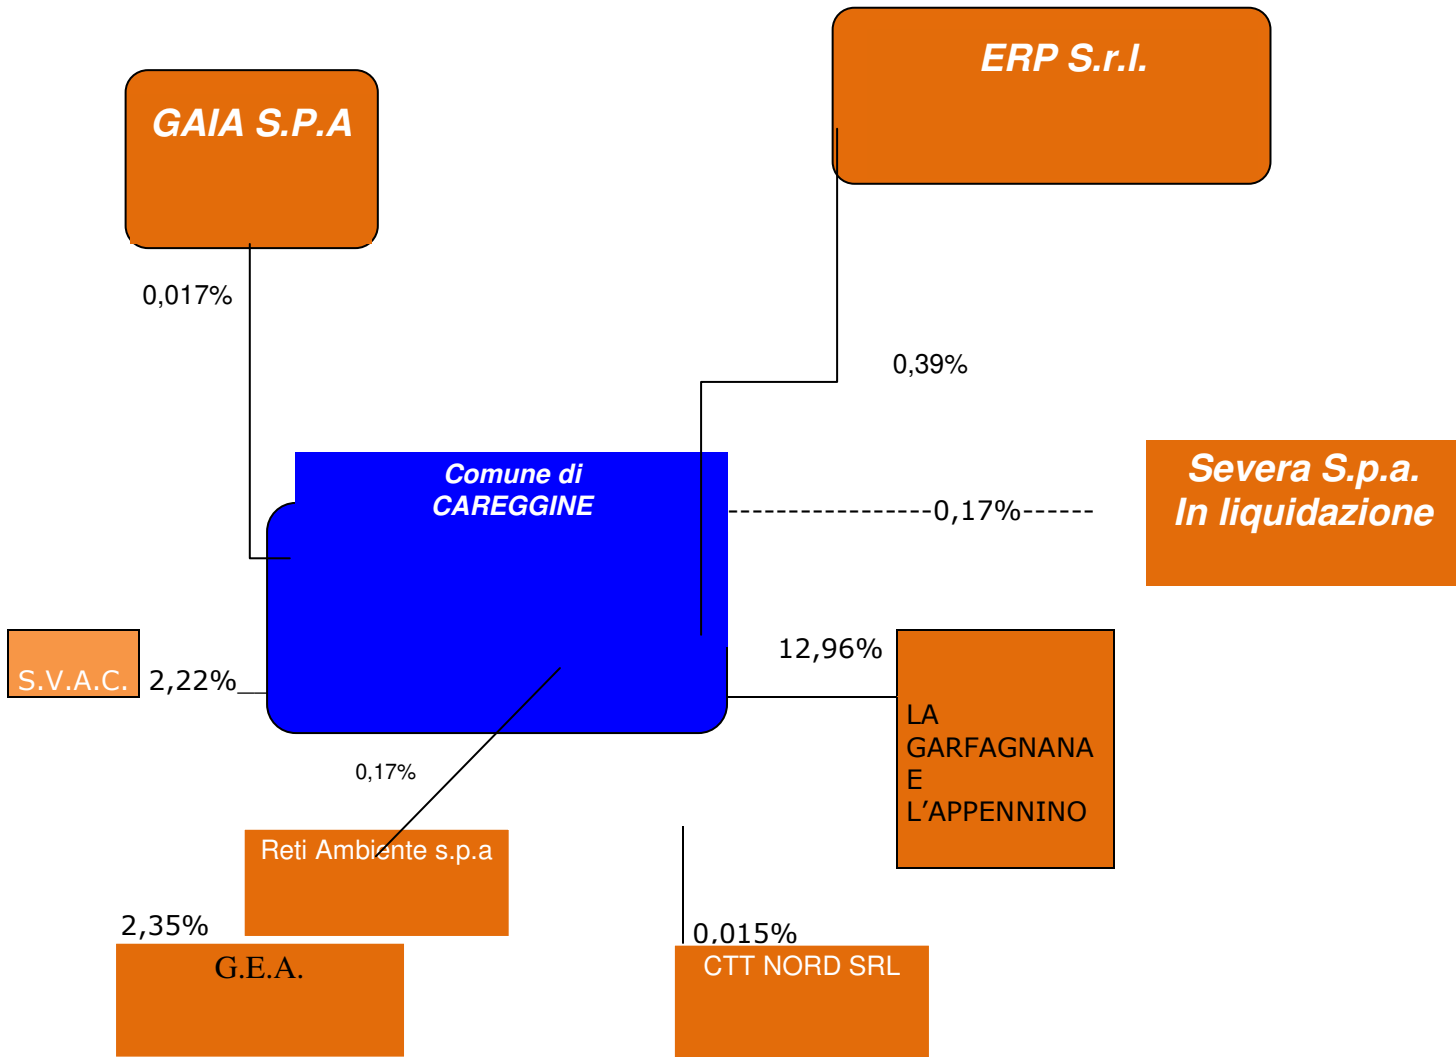 ERP S.r.l.
GAIA S.P.A
0,017%
0,39%
Comune di
CAREGGINE
0,17%
Severa S.p.a.
In liquidazione
S.V.A.C.
2,22%
12,96%
LA
GARFAGNANA
E
L’APPENNINO
0,17%
Reti Ambiente s.p.a
2,35%
G.E.A.
0,015%
CTT NORD SRL